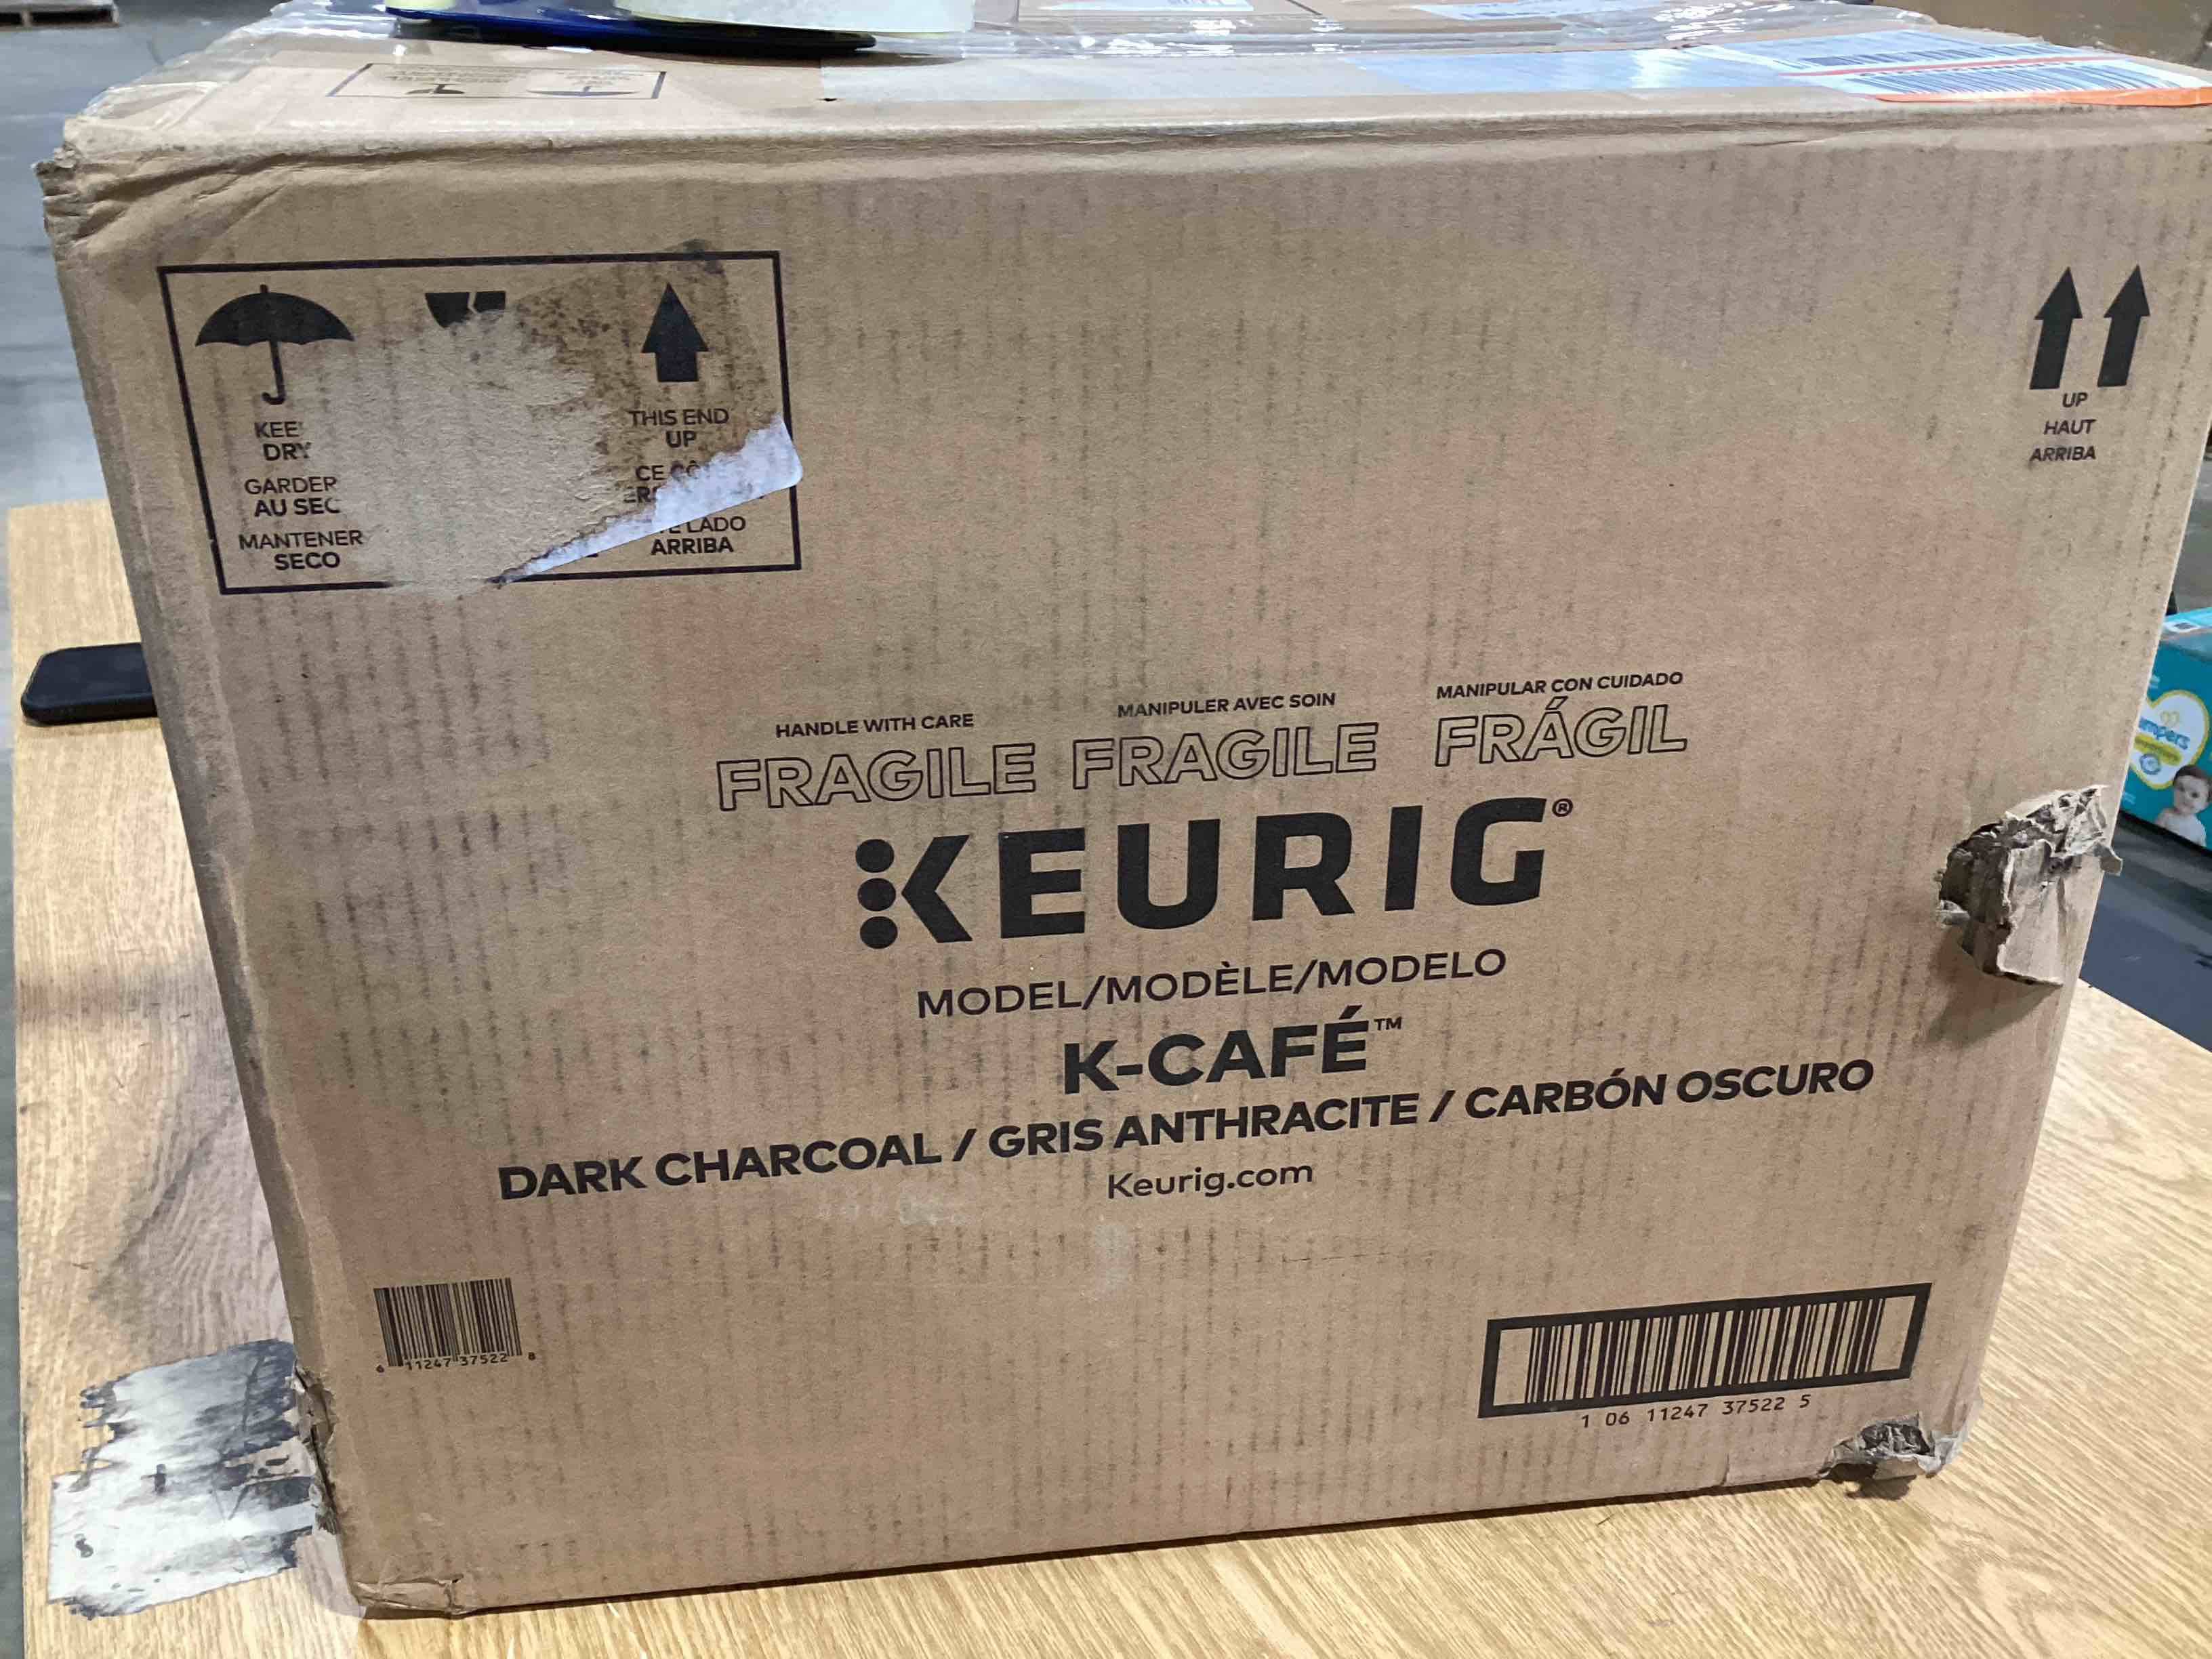 KEE
DRY
GARDER
AU SEC
MANTENER
SECO
THIS END
UP
CE CÔ
LADO
ARRIBA
UP
HAUT
ARRIBA
HANDLE WITH CARE
FRAGILE
MANIPULER AVEC SOIN
FRAGILE
MANIPULAR CON CUIDADO
FRÁGIL
KEURIG®
MODEL/MODÈLE/MODELO
K-CAFÉ™
DARK CHARCOAL / GRIS ANTHRACITE / CARBÓN OSCURO
Keurig.com
6 11247 37522 8
1 06 11247 37522 5